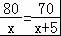 80/x = 70/(x+5)